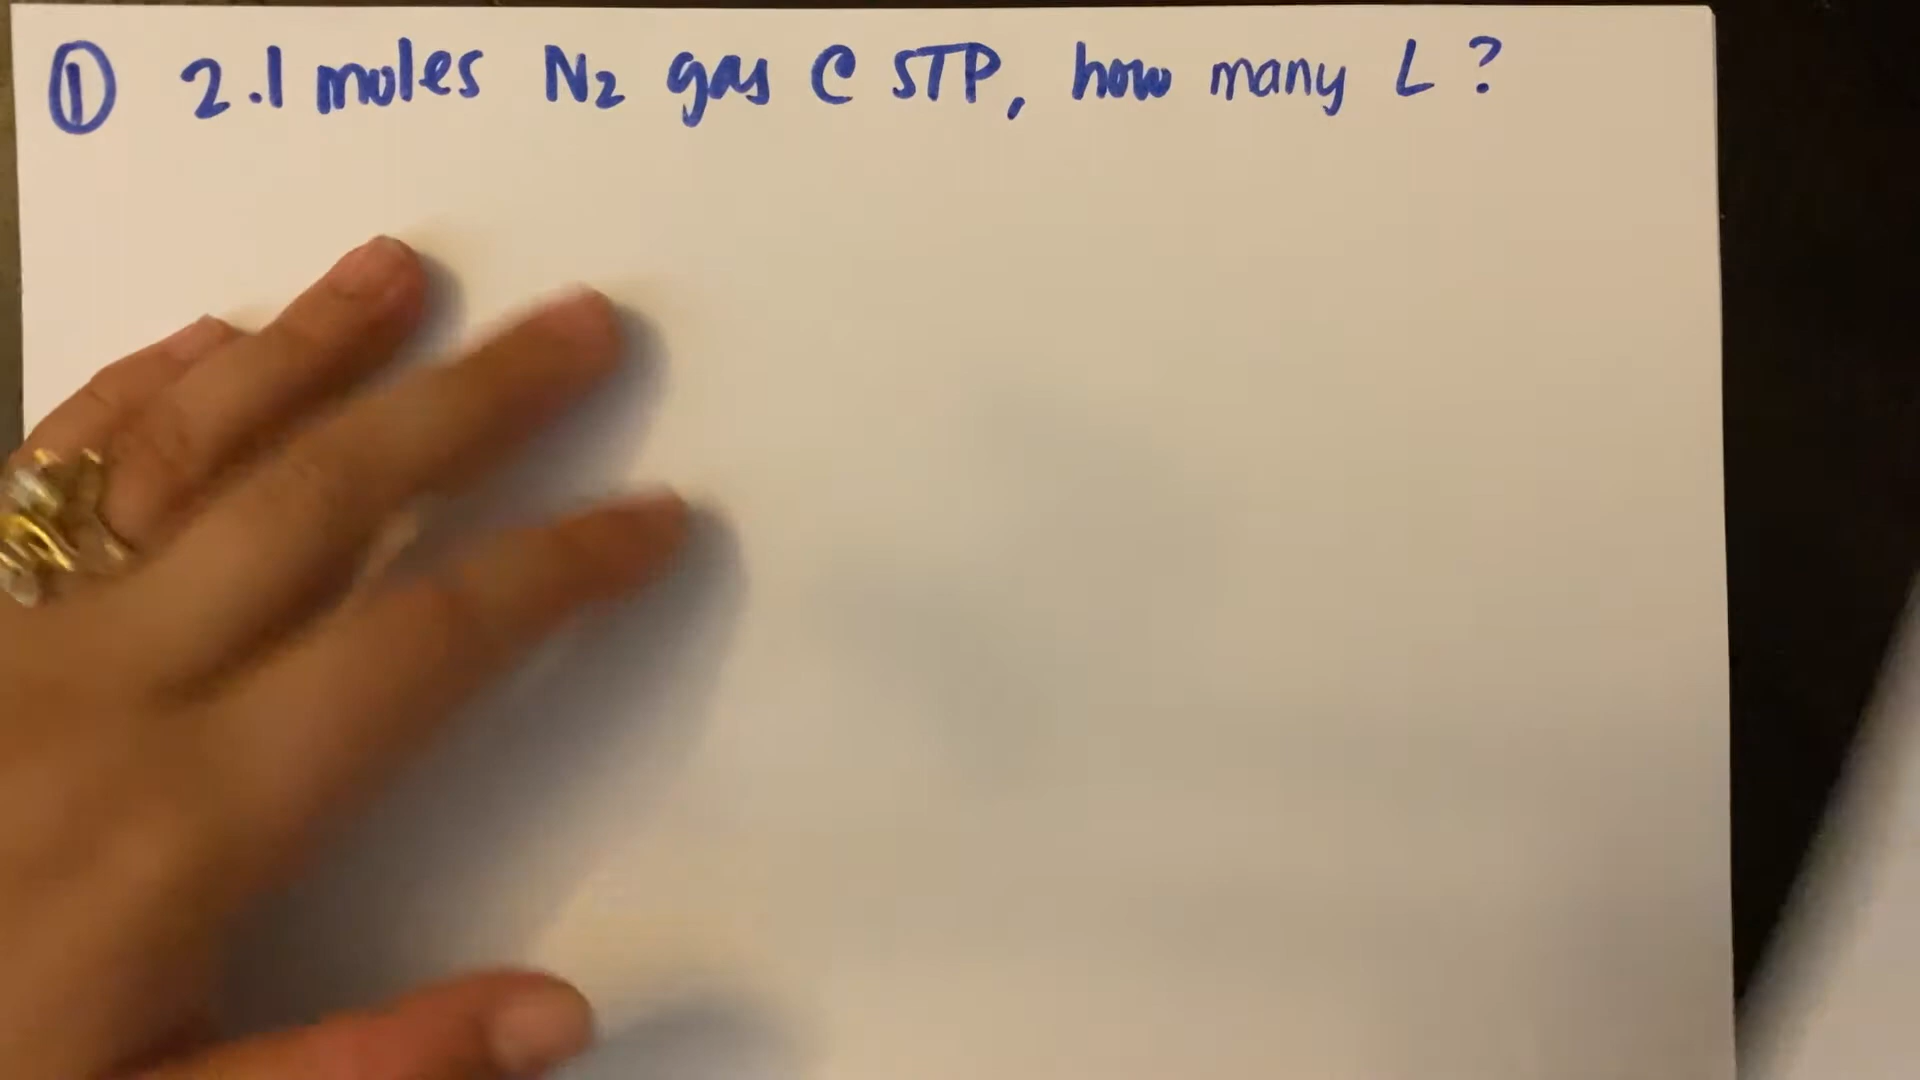 ① 2.1 moles N₂ gas @ STP, how many L?